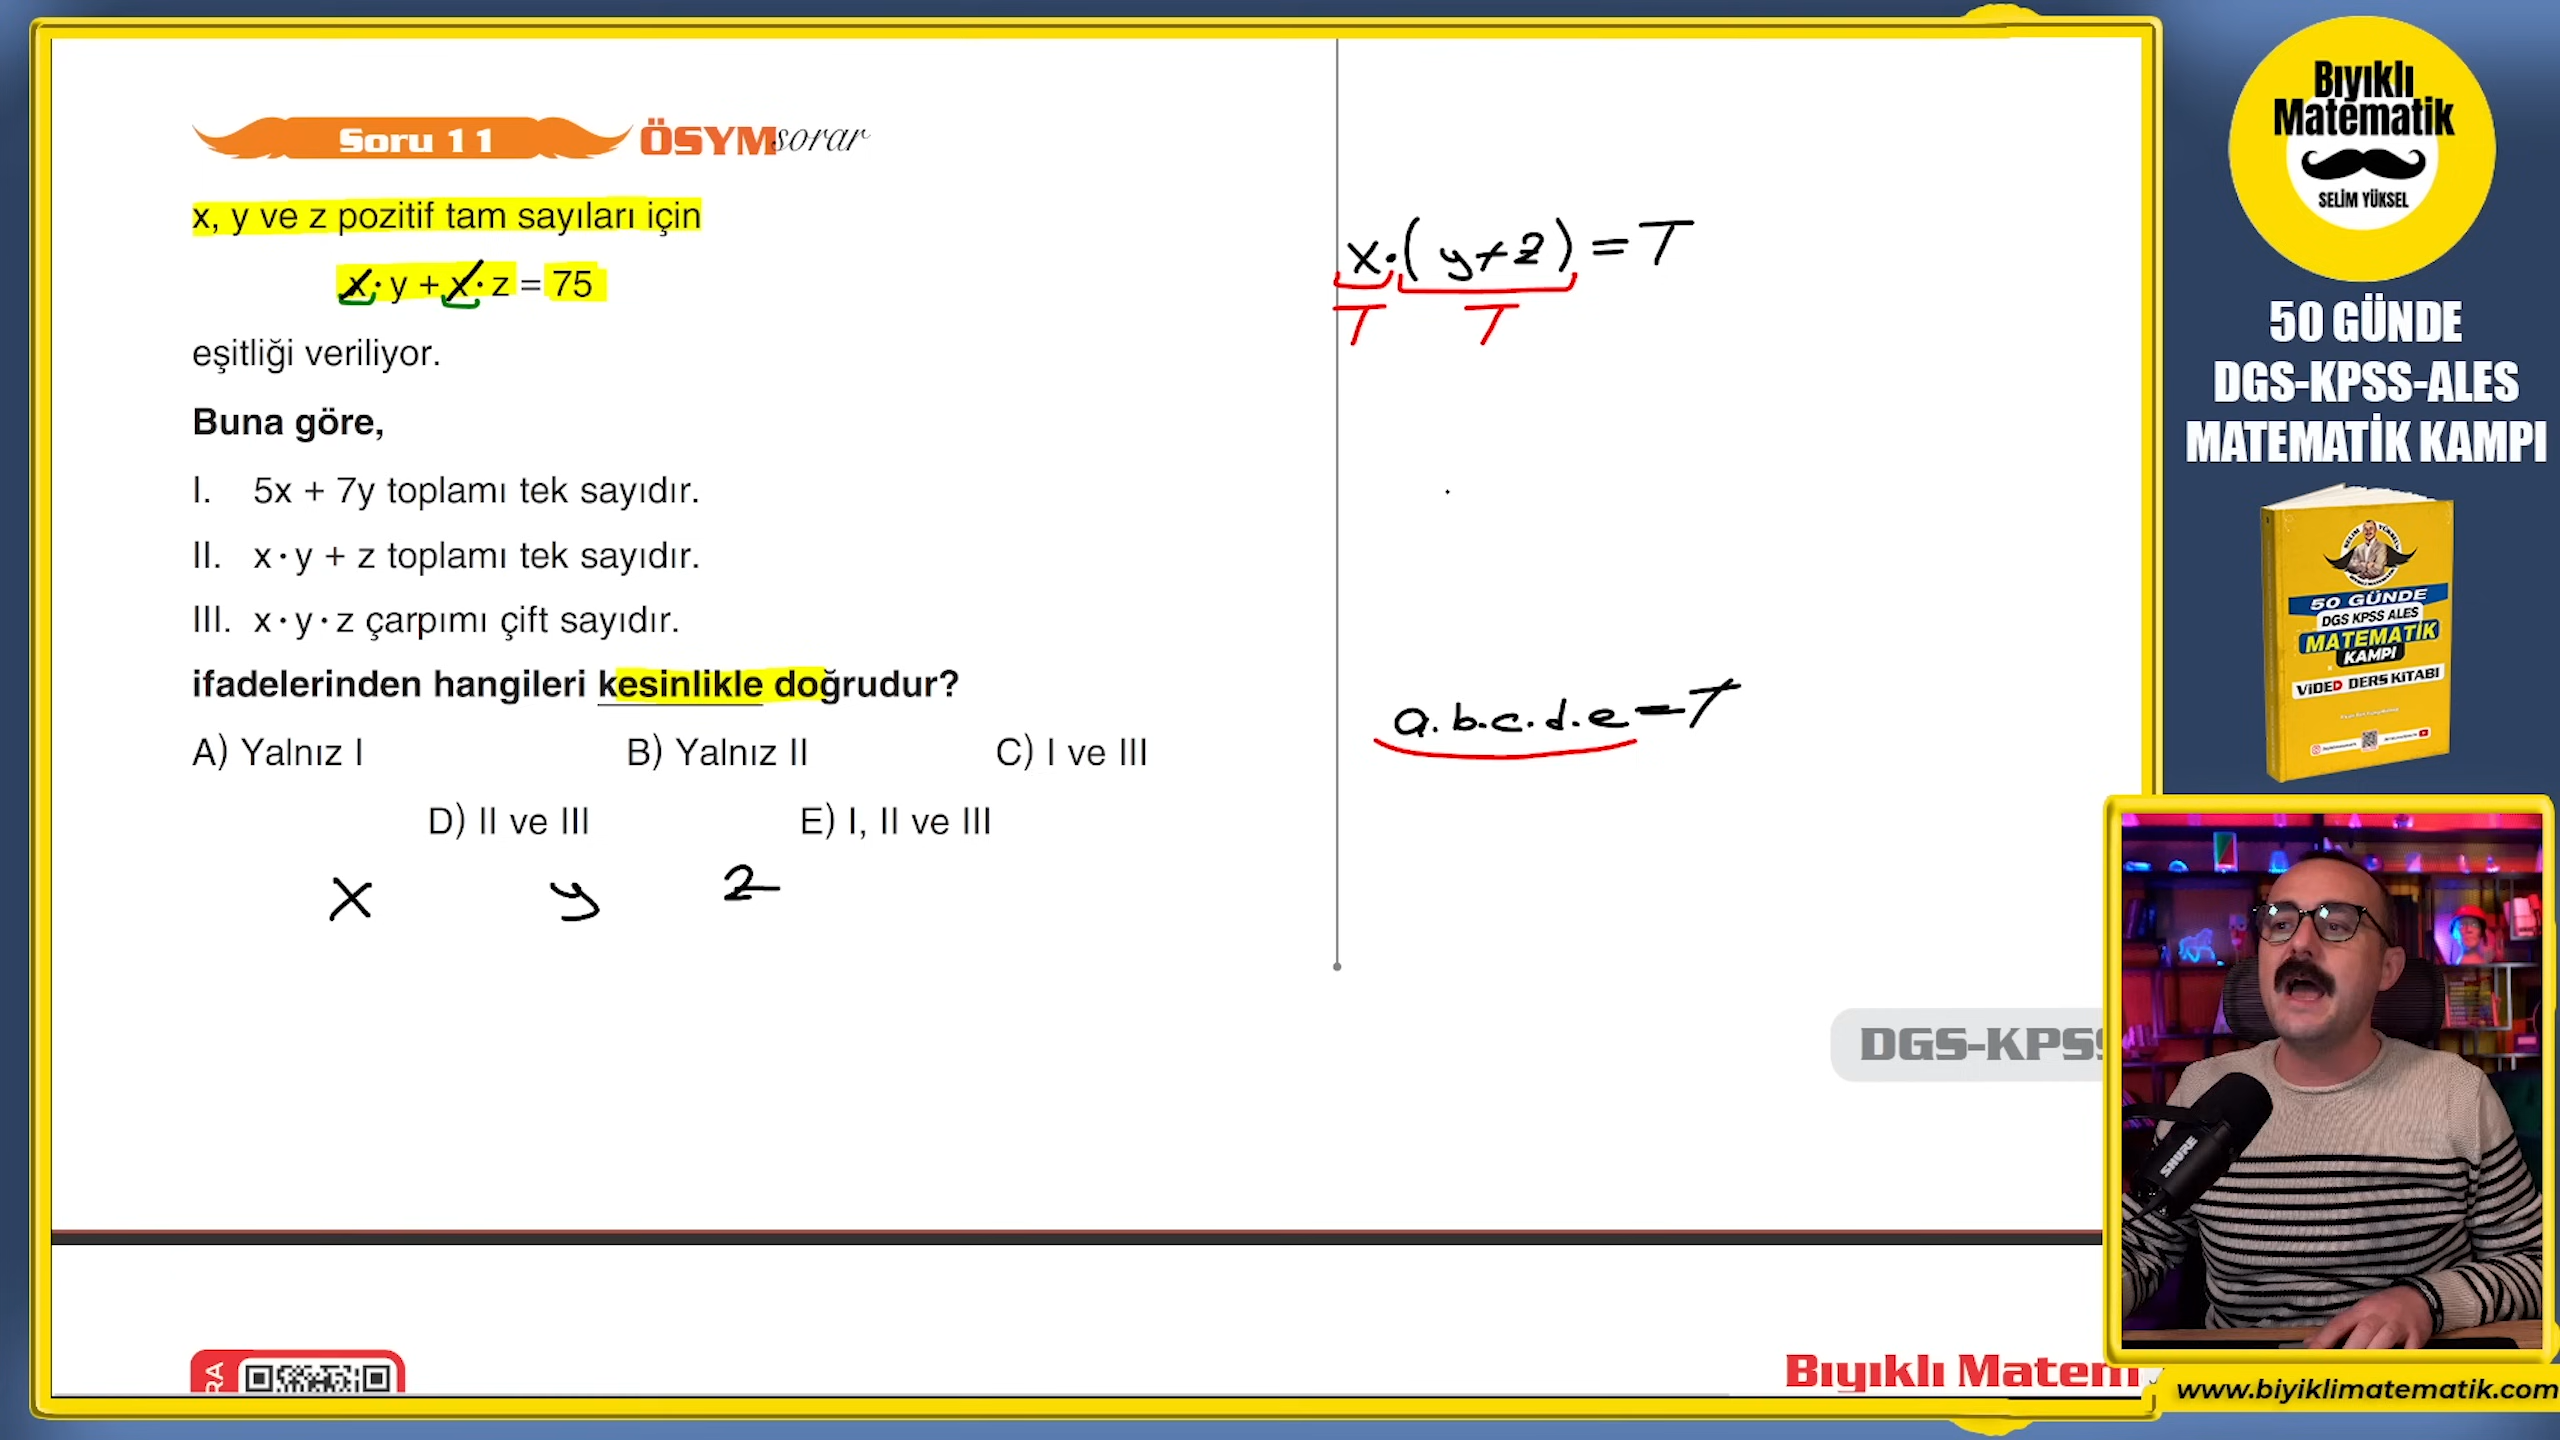 Soru 11 ÖSYM sorar
x, y ve z pozitif tam sayıları için
x · y + x · z = 75
eşitliği veriliyor.
Buna göre,
I. 5x + 7y toplamı tek sayıdır.
II. x · y + z toplamı tek sayıdır.
III. x · y · z çarpımı çift sayıdır.
ifadelerinden hangileri kesinlikle doğrudur?
A) Yalnız I B) Yalnız II C) I ve III
D) II ve III E) I, II ve III
x y z
x·(y+z) = T
T T
a.b.c.d.e = T
DGS-KPSS
Bıyıklı Matem
Bıyıklı
Matematik
SELİM YÜKSEL
50 GÜNDE
DGS-KPSS-ALES
MATEMATİK KAMPI
50 GÜNDE
DGS KPSS ALES
MATEMATİK
KAMPI
VİDEO DERS KİTABI
SHURE
www.biyiklimatematik.com